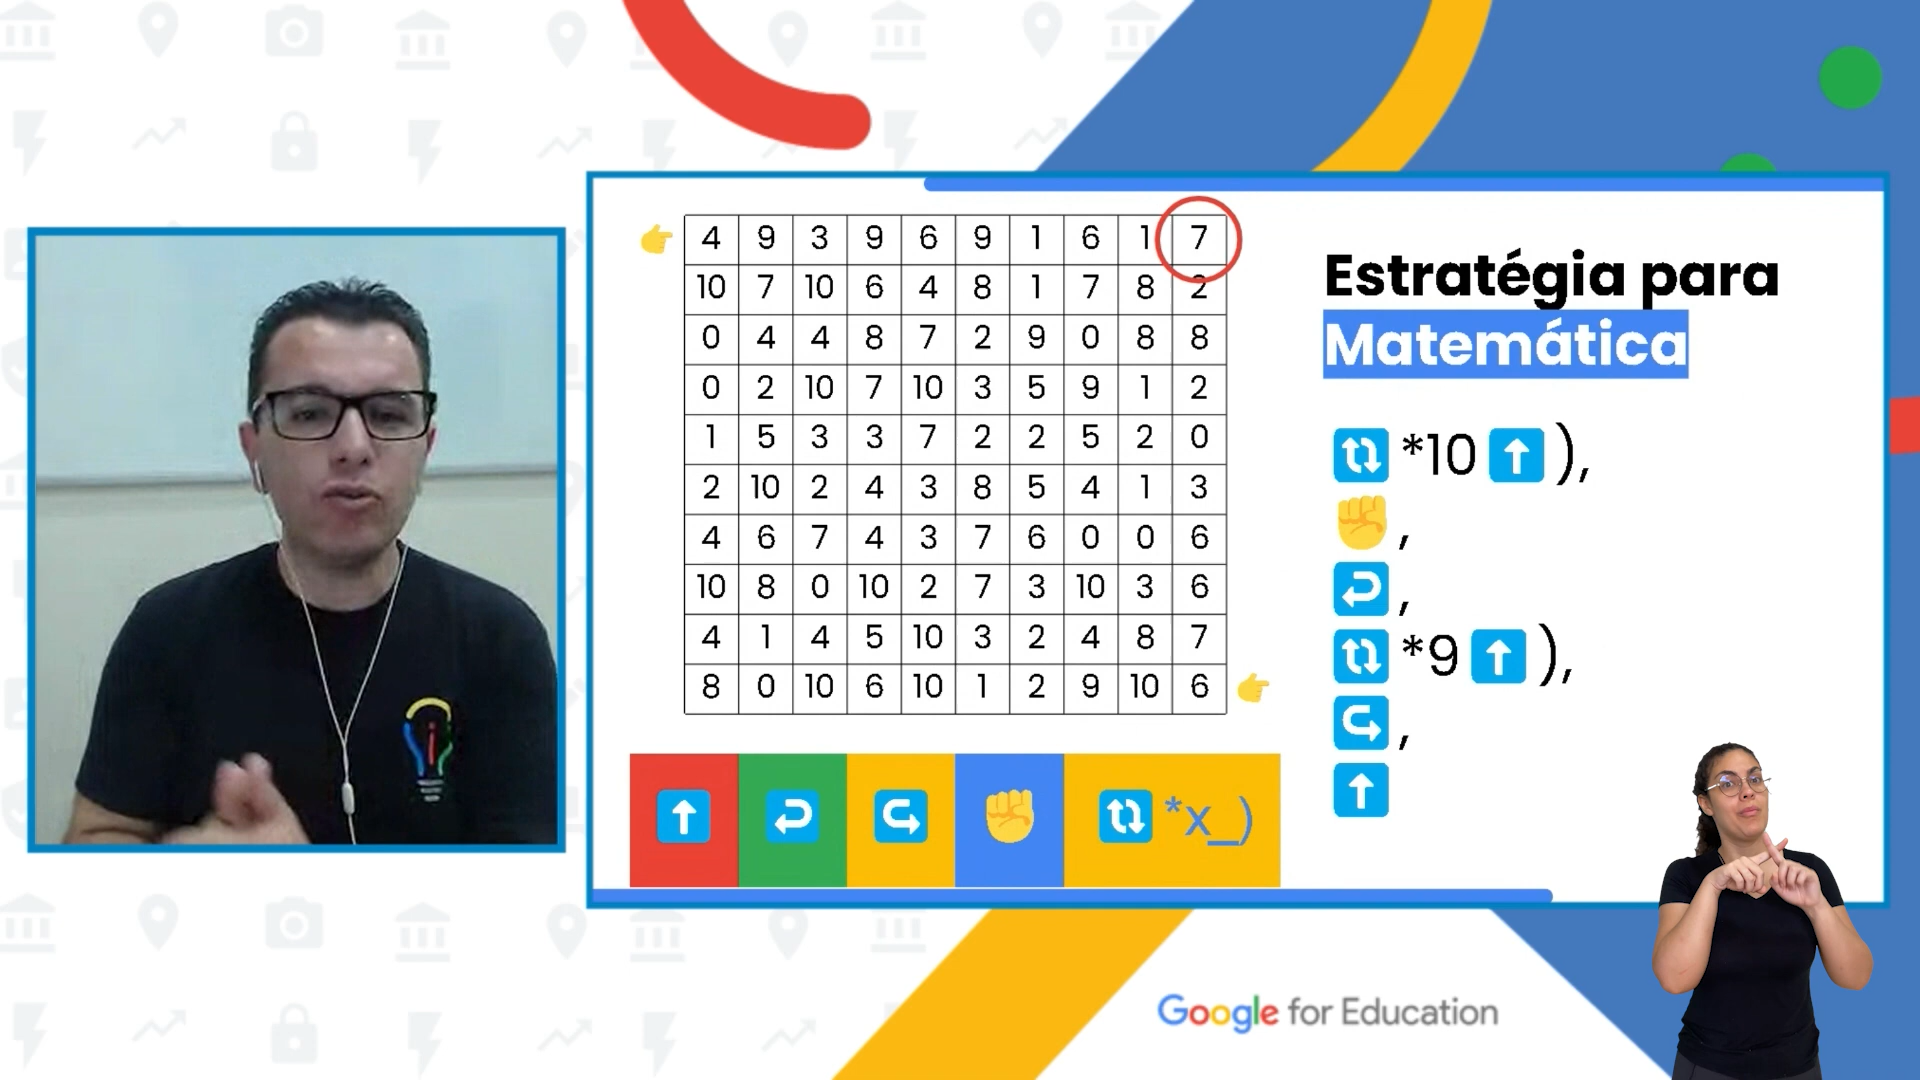 4 9 3 9 6 9 1 6 1 7
10 7 10 6 4 8 1 7 8 2
0 4 4 8 7 2 9 0 8 8
0 2 10 7 10 3 5 9 1 2
1 5 3 3 7 2 2 5 2 0
2 10 2 4 3 8 5 4 1 3
4 6 7 4 3 7 6 0 0 6
10 8 0 10 2 7 3 10 3 6
4 1 4 5 10 3 2 4 8 7
8 0 10 6 10 1 2 9 10 6
*x_)
Estratégia para
Matemática
*10 ),
,
,
*9 ),
,
Google for Education